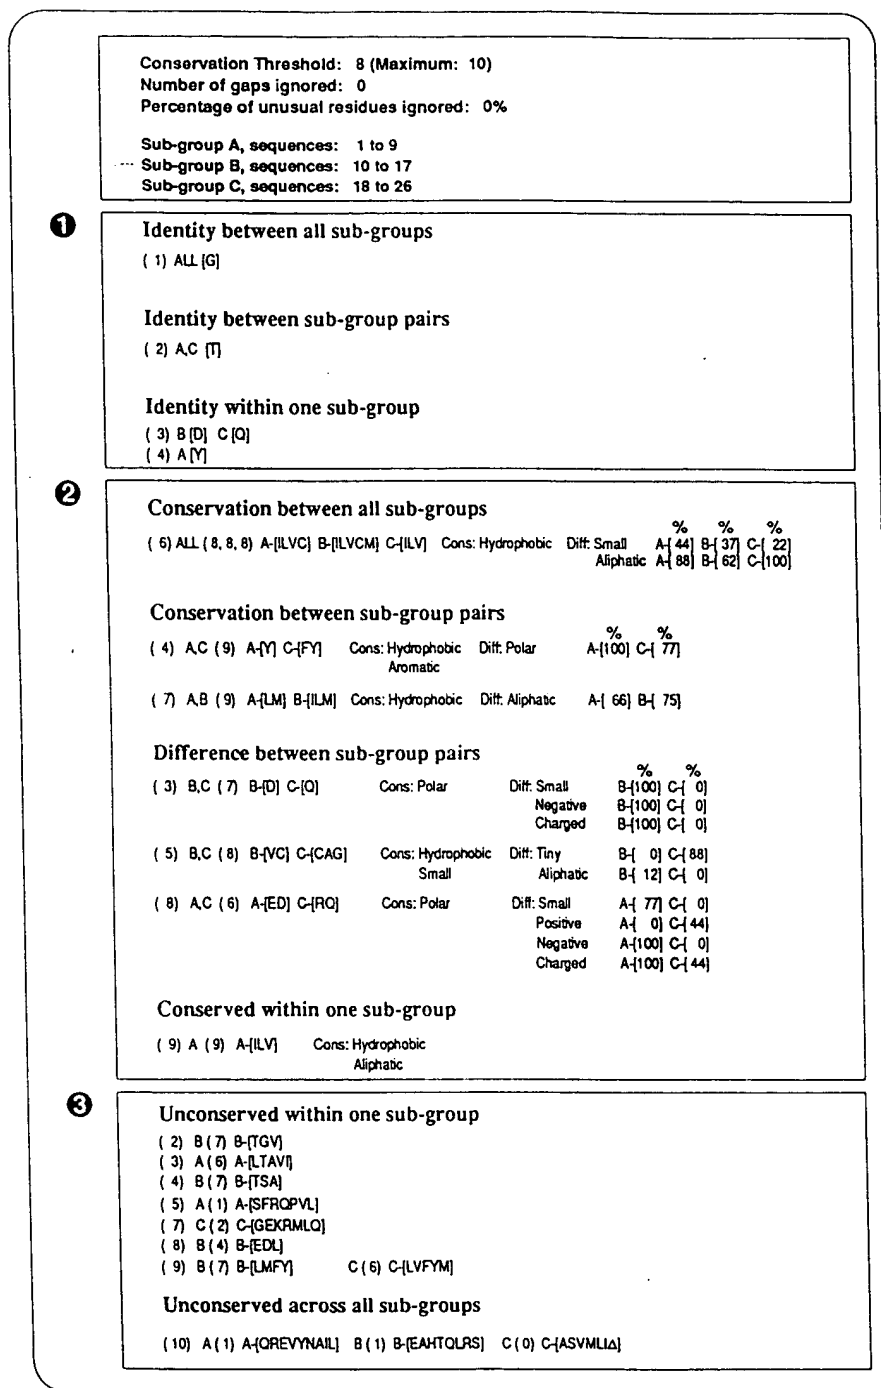 Conservation Threshold: 8 (Maximum: 10)
Number of gaps ignored: 0
Percentage of unusual residues ignored: 0%
Sub-group A, sequences: 1 to 9
Sub-group B, sequences: 10 to 17
Sub-group C, sequences: 18 to 26
❶
Identity between all sub-groups
( 1) ALL [G]
Identity between sub-group pairs
( 2) A,C [T]
Identity within one sub-group
( 3) B [D] C [Q]
( 4) A [Y]
❷
Conservation between all sub-groups
% % %
( 6) ALL ( 8, 8, 8) A-[ILVC] B-[ILVCM] C-[ILV] Cons: Hydrophobic Diff: Small A-[ 44] B-[ 37] C-[ 22]
Aliphatic A-[ 88] B-[ 62] C-[100]
Conservation between sub-group pairs
% %
( 4) A,C ( 9) A-[Y] C-[FY] Cons: Hydrophobic Diff: Polar A-[100] C-[ 77]
Aromatic
( 7) A,B ( 9) A-[LM] B-[ILM] Cons: Hydrophobic Diff: Aliphatic A-[ 66] B-[ 75]
Difference between sub-group pairs
% %
( 3) B,C ( 7) B-[D] C-[Q] Cons: Polar Diff: Small B-[100] C-[ 0]
Negative B-[100] C-[ 0]
Charged B-[100] C-[ 0]
( 5) B,C ( 8) B-[VC] C-[CAG] Cons: Hydrophobic Diff: Tiny B-[ 0] C-[ 88]
Small Aliphatic B-[ 12] C-[ 0]
( 8) A,C ( 6) A-[ED] C-[RQ] Cons: Polar Diff: Small A-[ 77] C-[ 0]
Positive A-[ 0] C-[ 44]
Negative A-[100] C-[ 0]
Charged A-[100] C-[ 44]
Conserved within one sub-group
( 9) A ( 9) A-[ILV] Cons: Hydrophobic
Aliphatic
❸
Unconserved within one sub-group
( 2) B ( 7) B-[TGV]
( 3) A ( 6) A-[LTAVI]
( 4) B ( 7) B-[TSA]
( 5) A ( 1) A-[SFRQPVL]
( 7) C ( 2) C-[GEKRMLQ]
( 8) B ( 4) B-[EDL]
( 9) B ( 7) B-[LMFY] C ( 6) C-[LVFYM]
Unconserved across all sub-groups
( 10) A ( 1) A-[QREVYNAIL] B ( 1) B-[EAHTQLRS] C ( 0) C-[ASVMLIΔ]